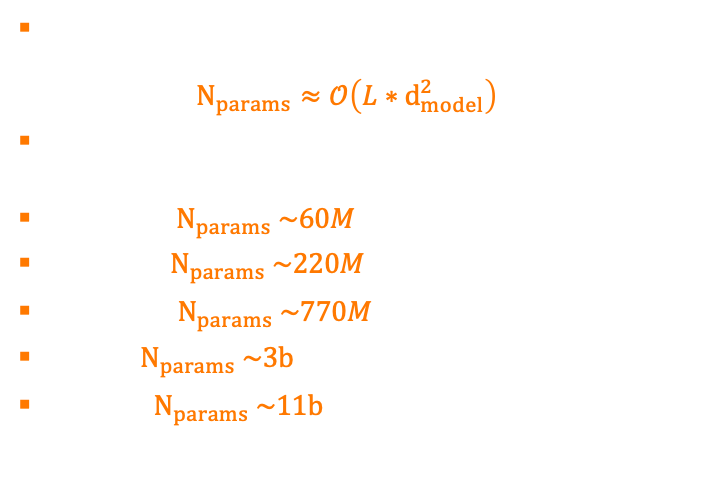 ▪
N_params ≈ 𝒪(L * d²_model)
▪
▪ N_params ~60M
▪ N_params ~220M
▪ N_params ~770M
▪ N_params ~3b
▪ N_params ~11b